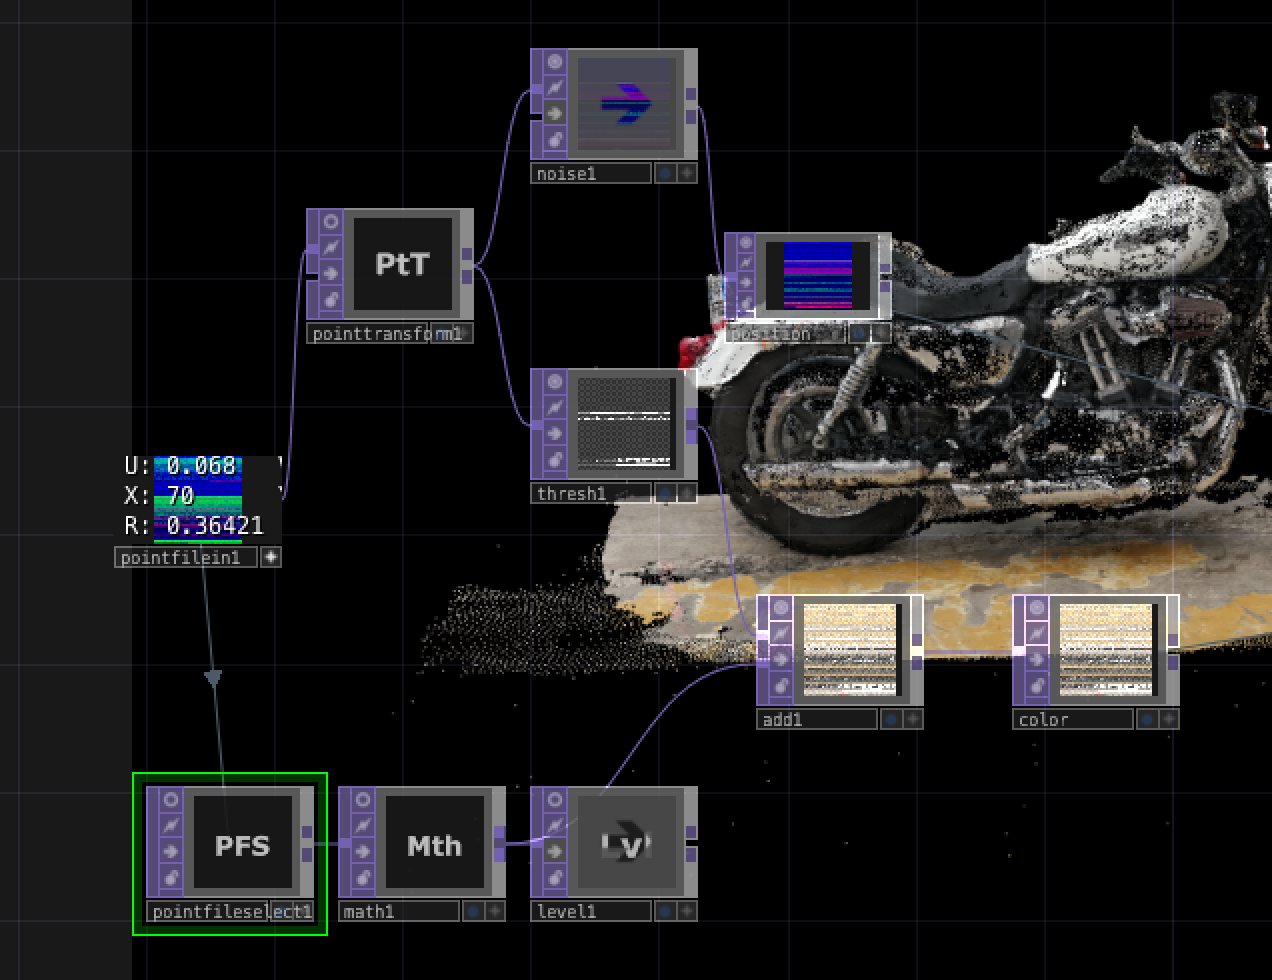 noise1
PtT
pointtransform1
position
thresh1
U: 0.068
X: 70
R: 0.36421
pointfilein1
add1
color
PFS
Mth
pointfileselect1
math1
level1